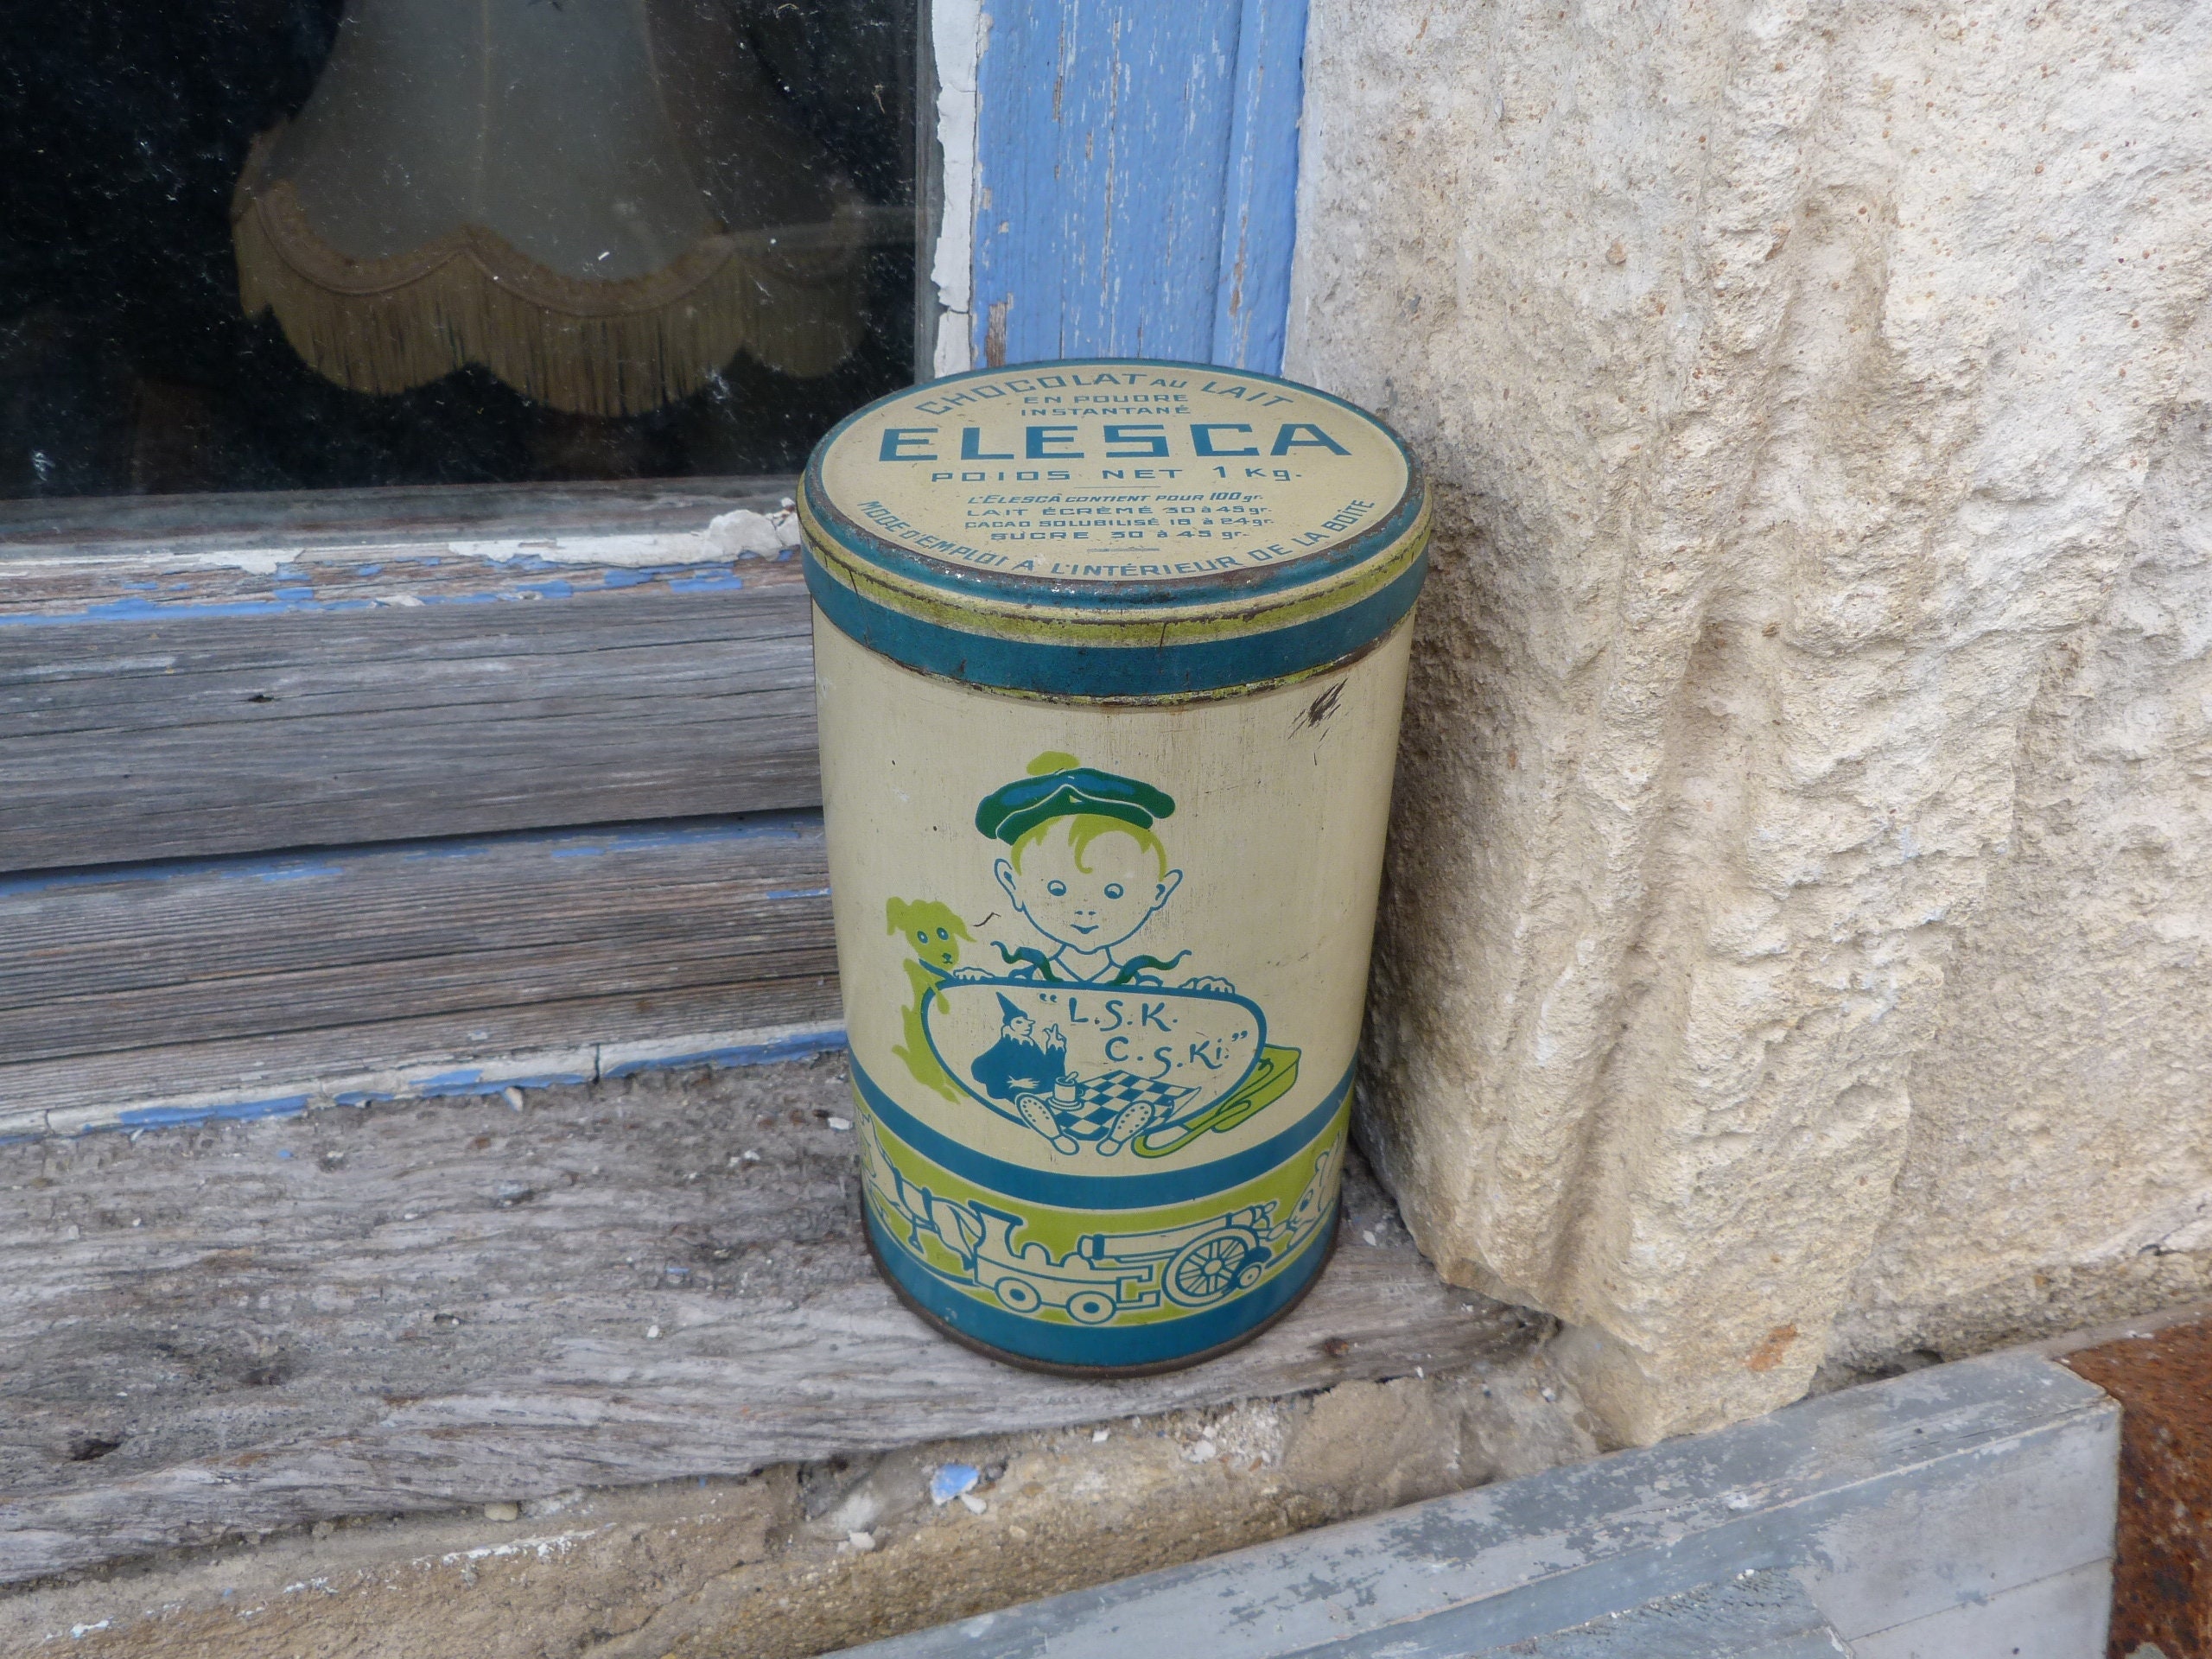 CHOCOLAT AU LAIT
EN POUDRE
INSTANTANÉ
ELESCA
POIDS NET 1 Kg.
L'ELESCA CONTIENT POUR 100 gr.
LAIT ÉCRÉMÉ 30 à 45 gr.
CACAO SOLUBILISÉ 18 à 24 gr.
SUCRE 30 à 45 gr.
MODE D'EMPLOI A L'INTÉRIEUR DE LA BOÎTE
"L.S.K.
C.S.Ki."